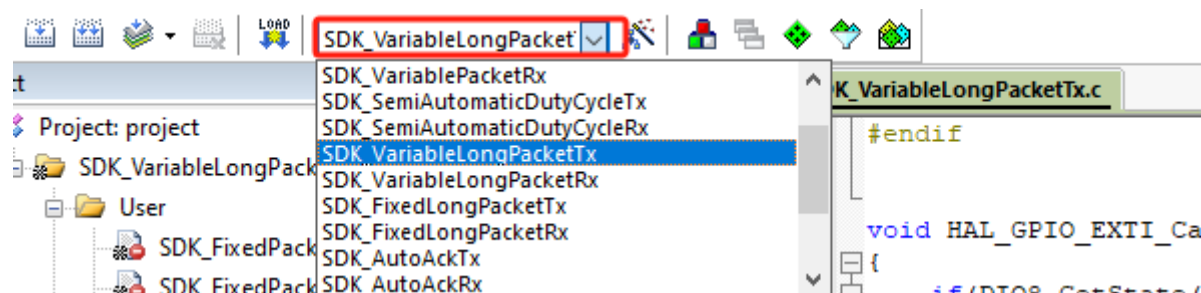 LOAD
SDK_VariableLongPacket
SDK_VariablePacketRx
SDK_SemiAutomaticDutyCycleTx
SDK_SemiAutomaticDutyCycleRx
SDK_VariableLongPacketTx
SDK_VariableLongPacketRx
SDK_FixedLongPacketTx
SDK_FixedLongPacketRx
SDK_AutoAckTx
SDK_AutoAckRx
Project: project
SDK_VariableLongPack
User
SDK_FixedPack
SDK_FixedPack
K_VariableLongPacketTx.c
#endif
void HAL_GPIO_EXTI_Ca
{